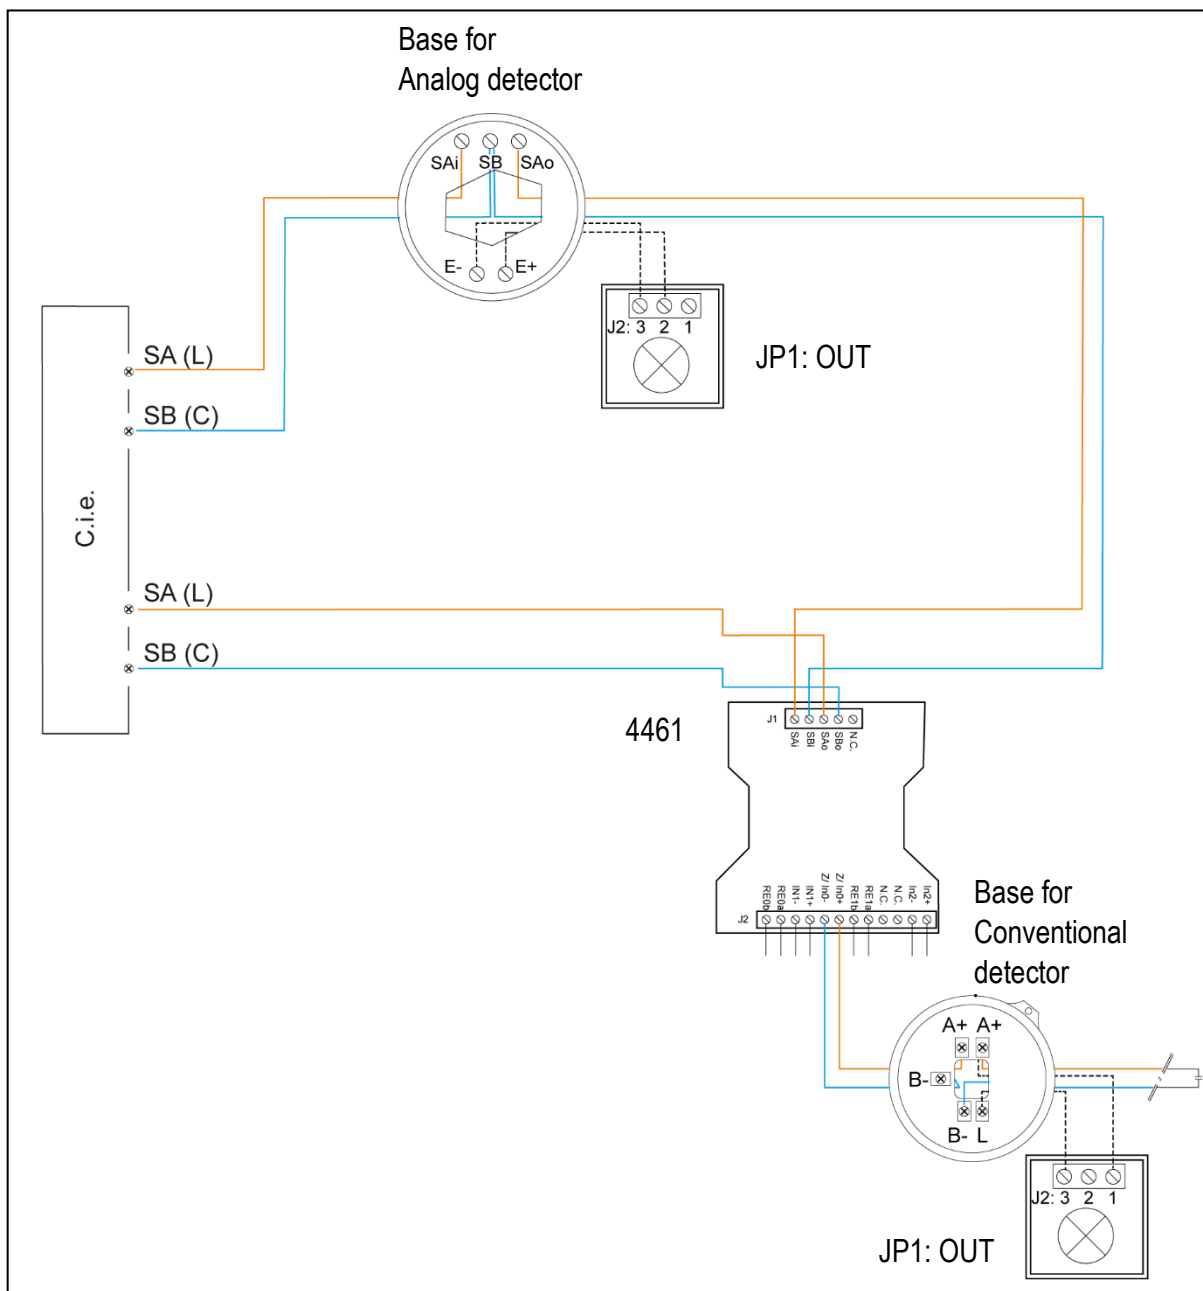 Base for
Analog detector
SAi SB SAo
E- E+
J2: 3 2 1
JP1: OUT
C.i.e.
SA (L)
SB (C)
SA (L)
SB (C)
4461
J1
SAi
SBi
SAo
SBo
N.C.
J2
RE0b
RE0a
IN1-
IN1+
Z/ In0-
Z/ In0+
RE1b
RE1a
N.C.
N.C.
In2-
In2+
Base for
Conventional
detector
A+ A+
B-
B- L
J2: 3 2 1
JP1: OUT